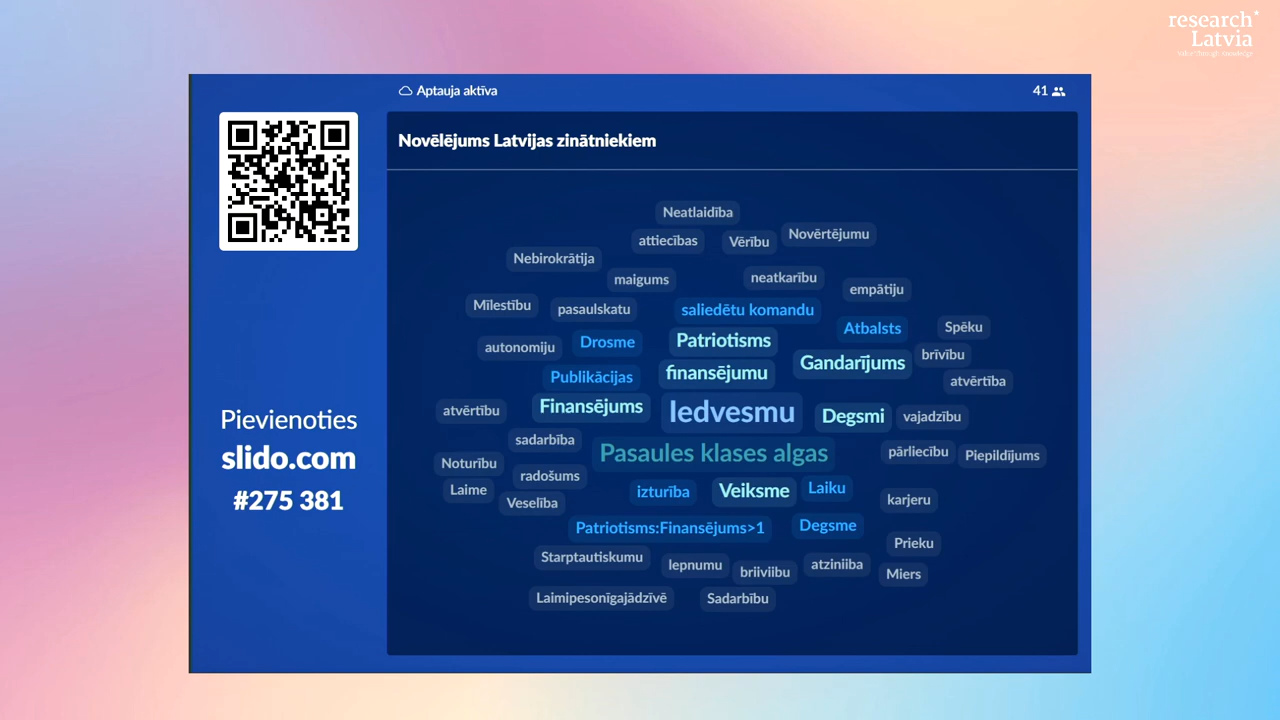 research*
Latvia
Aptauja aktīva
41
Novēlējums Latvijas zinātniekiem
Pievienoties
slido.com
#275 381
Neatlaidība
attiecības
Vērību
Novērtējumu
Nebirokrātija
maigums
neatkarību
empātiju
Mīlestību
pasaulskatu
saliedētu komandu
Atbalsts
Spēku
autonomiju
Drosme
Patriotisms
Gandarījums
brīvību
Publikācijas
finansējumu
atvērtība
atvērtību
Finansējums
Iedvesmu
Degsmi
vajadzību
sadarbība
Pasaules klases algas
pārliecību
Piepildījums
Noturību
radošums
Laime
Veselība
izturība
Veiksme
Laiku
karjeru
Patriotisms:Finansējums>1
Degsme
Prieku
Starptautiskumu
lepnumu
briiviibu
atziniiba
Miers
Laimipesonīgajādzīvē
Sadarbību